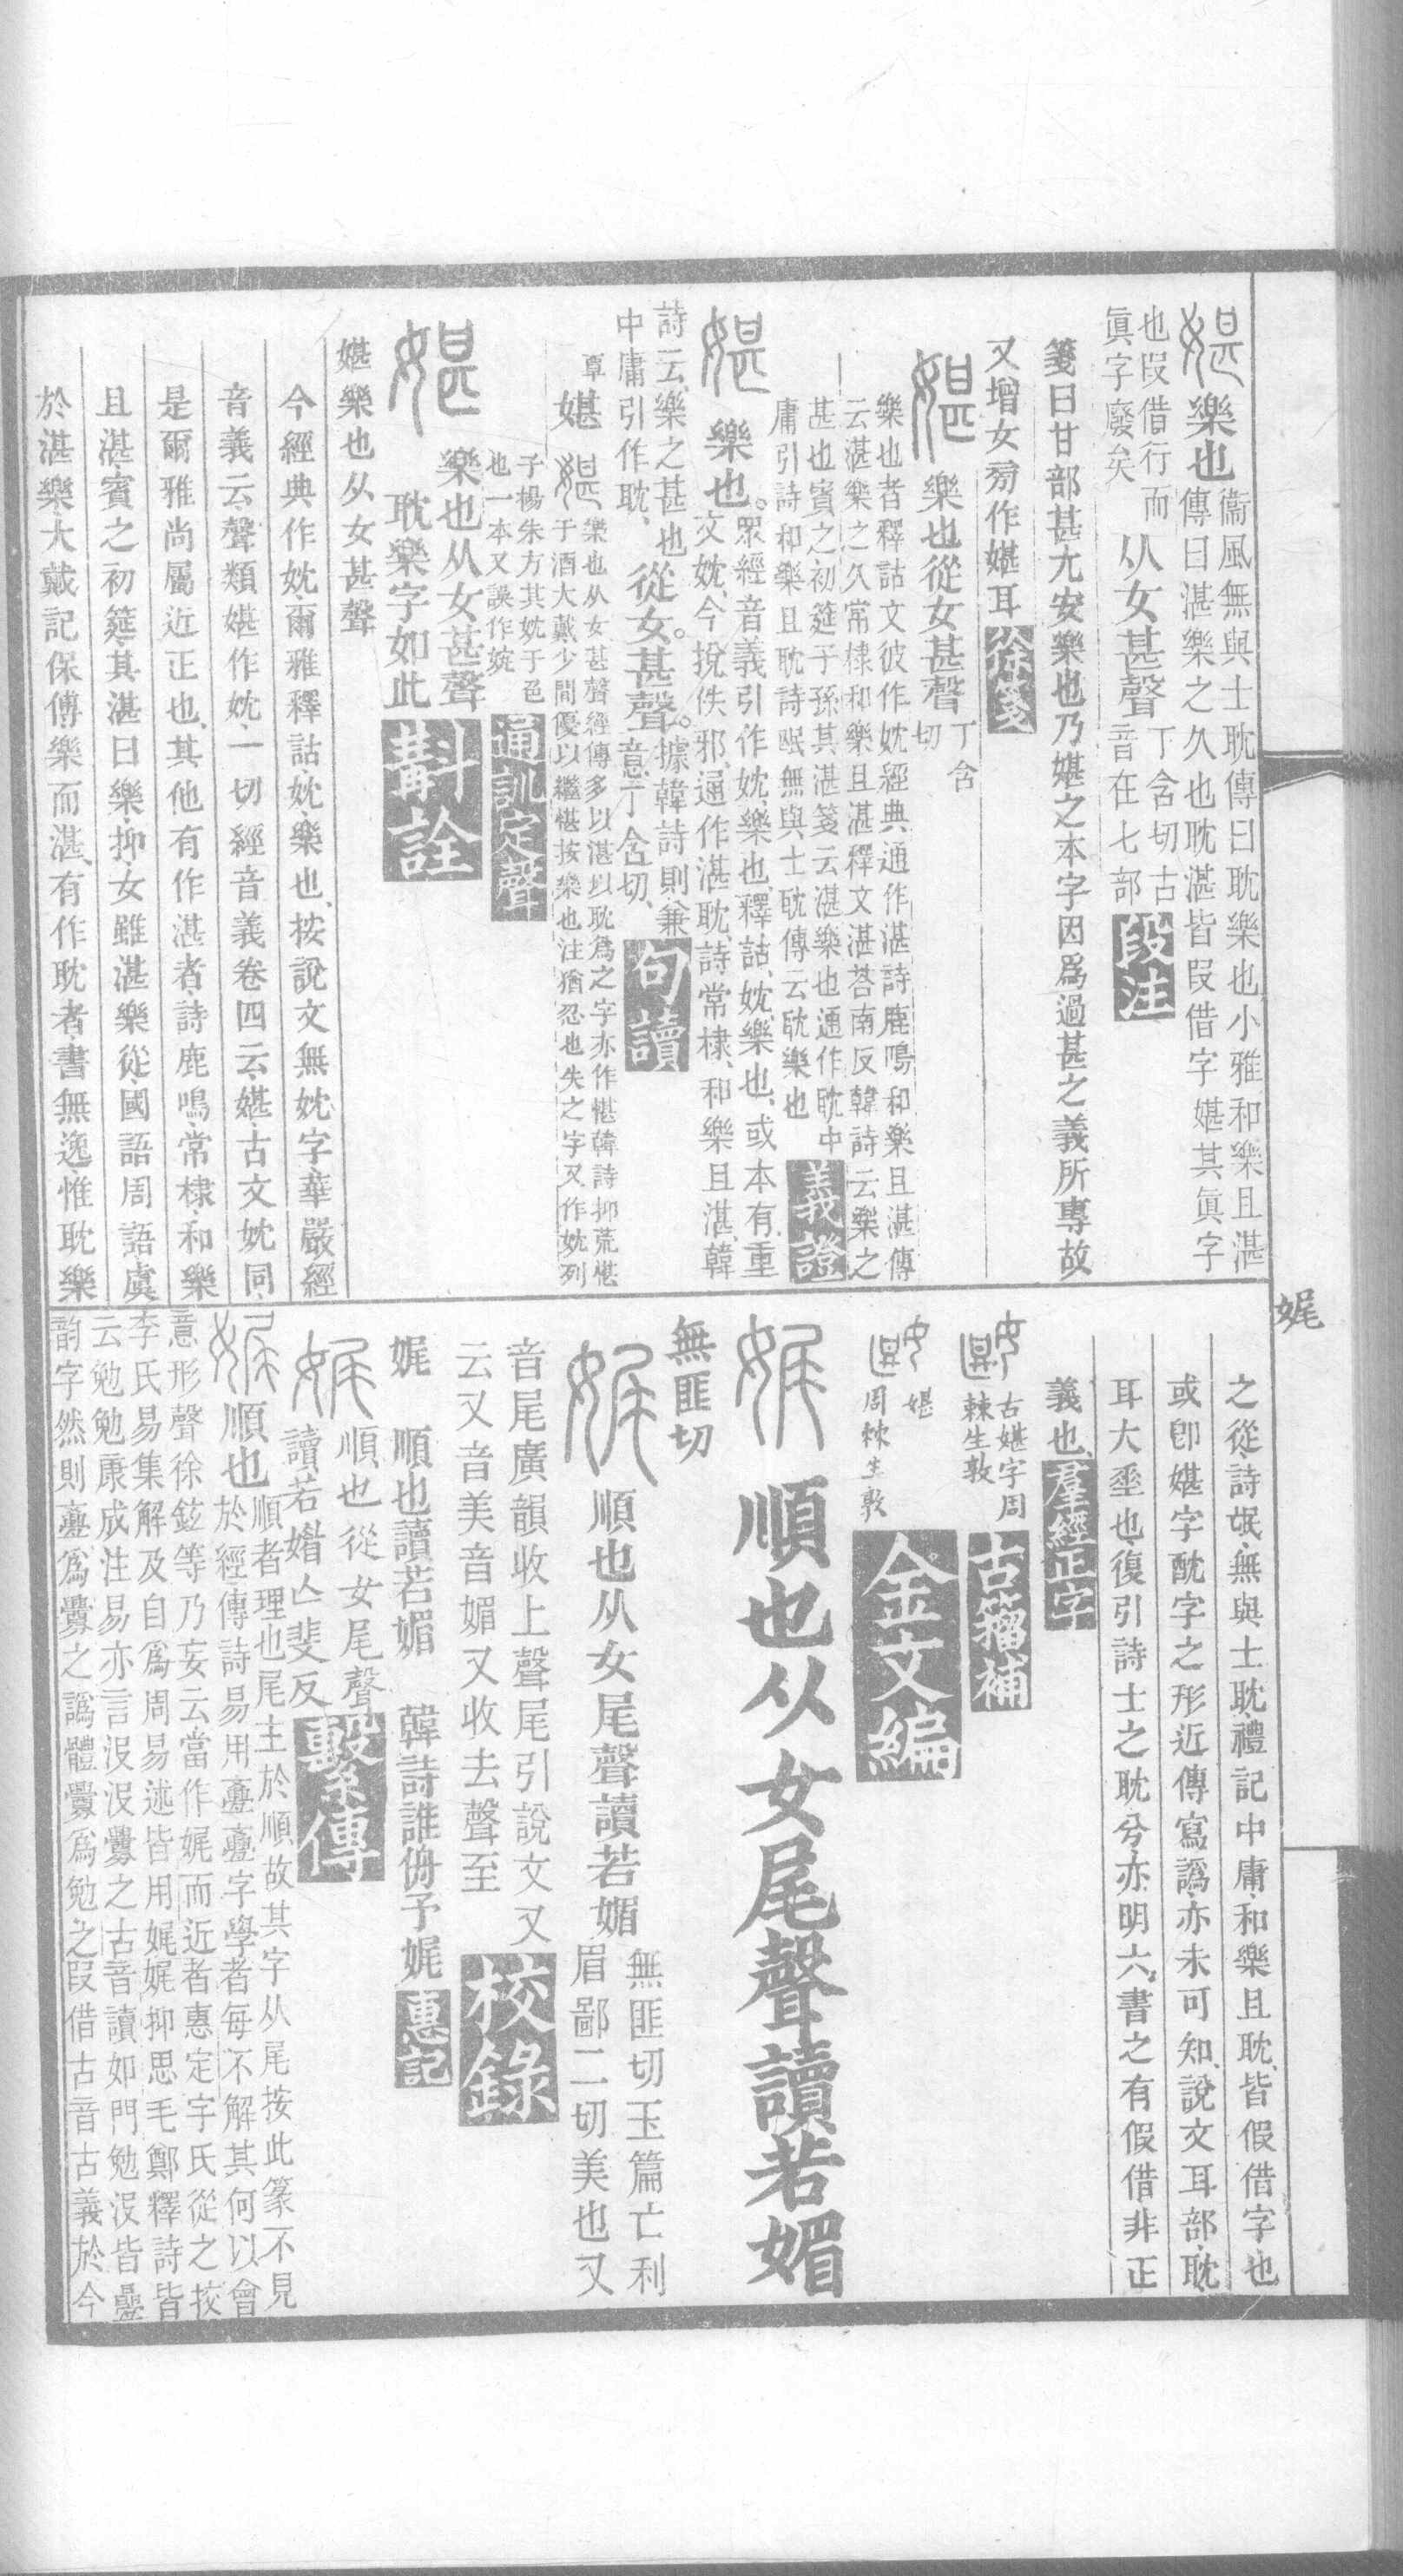 媅樂也
衞風無與士耽傳曰耽樂也小雅和樂且湛
傳曰湛樂之久也耽湛皆叚借字媅其眞字
也叚借行而
眞字廢矣
从女甚聲
丁含切古
音在七部
段注
箋曰甘部甚尤安樂也乃媅之本字因爲過甚之義所專故
又增女旁作媅耳
徐箋
媅
樂也從女甚聲
丁含
切
樂也者釋詁文彼作妉經典通作湛詩鹿鳴和樂且湛傳
云湛樂之久常棣和樂且湛釋文湛荅南反韓詩云樂之
甚也賓之初筵子孫其湛箋云湛樂也通作耽中
庸引詩和樂且耽詩氓無與士耽傳云耽樂也
義證
媅
樂也。
眾經音義引作妉、樂也、釋詁、妉、樂也、或本有重
文妉、今挩佚邪、通作湛耽、詩常棣、和樂且湛、韓
詩云、樂之甚也
中庸引作耽、
從女。甚聲。
據韓詩則兼
意丁含切、
句讀
覃
媅
媅
樂也从女甚聲經傳多以湛以耽爲之字亦作愖韓詩抑荒愖
于酒大戴少閒優以繼愖按樂也注猶忍也失之字又作妉列
子楊朱方其妉于色
也一本又誤作婉
通訓定聲
媅
樂也从女甚聲
耽樂字如此
斠詮
媅樂也从女甚聲
今經典作妉、爾雅釋詁、妉、樂也、按說文無妉字、華嚴經
音義云、聲類媅作妉、一切經音義卷四云、媅、古文妉同、
是爾雅尚屬近正也、其他有作湛者、詩鹿鳴、常棣、和樂
且湛、賓之初筵、其湛曰樂、抑、女雖湛樂從、國語周語、虞
於湛樂、大戴記保傅樂而湛、有作耽者、書無逸、惟耽樂
之從、詩氓、無與士耽、禮記中庸、和樂且耽、皆假借字也
或卽媅字酖字之形近傳寫譌、亦未可知、說文耳部、耽
耳大垂也、復引詩士之耽兮、亦明六書之有假借、非正
義也、
羣經正字
古媅字周
棘生敦
古籀補
媅
周棘生敦
金文編
娓
順也从女尾聲讀若媚
無匪切
娓
順也从女尾聲讀若媚
無匪切玉篇亡利
眉鄙二切美也又
音尾廣韻收上聲尾引說文又
云又音美音媚又收去聲至
校錄
娓
順也讀若媚
韓詩誰侜予娓
惠記
娓
順也從女尾聲
讀若媚亾斐反
繫傳
娓順也
順者理也尾主於順故其字从尾按此篆不見
於經傳詩易用亹亹字學者每不解其何以會
意形聲徐鉉等乃妄云當作娓而近者惠定宇氏從之挍
李氏易集解及自爲周易述皆用娓娓抑思毛鄭釋詩皆
云勉勉康成注易亦言沒沒釁之古音讀如門勉沒皆疊
韵字然則亹爲釁之譌體釁爲勉之叚借古音古義於今
娓